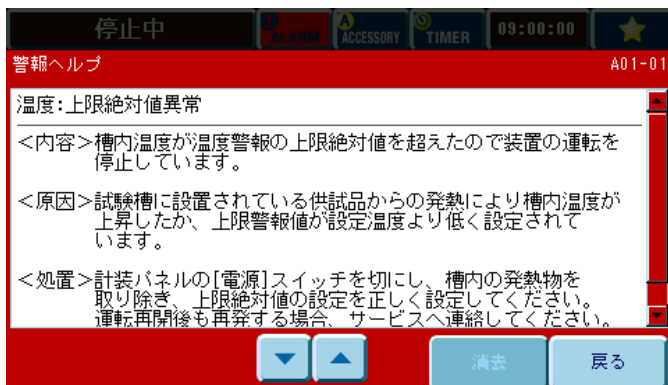 停止中
ALARM
ACCESSORY
TIMER
09:00:00
警報ヘルプ
A01-01
温度:上限絶対値異常
<内容>槽内温度が温度警報の上限絶対値を超えたので装置の運転を
停止しています。
<原因>試験槽に設置されている供試品からの発熱により槽内温度が
上昇したか、上限警報値が設定温度より低く設定されて
います。
<処置>計装パネルの[電源]スイッチを切にし、槽内の発熱物を
取り除き、上限絶対値の設定を正しく設定してください。
運転再開後も再発する場合、サービスへ連絡してください。
消去
戻る